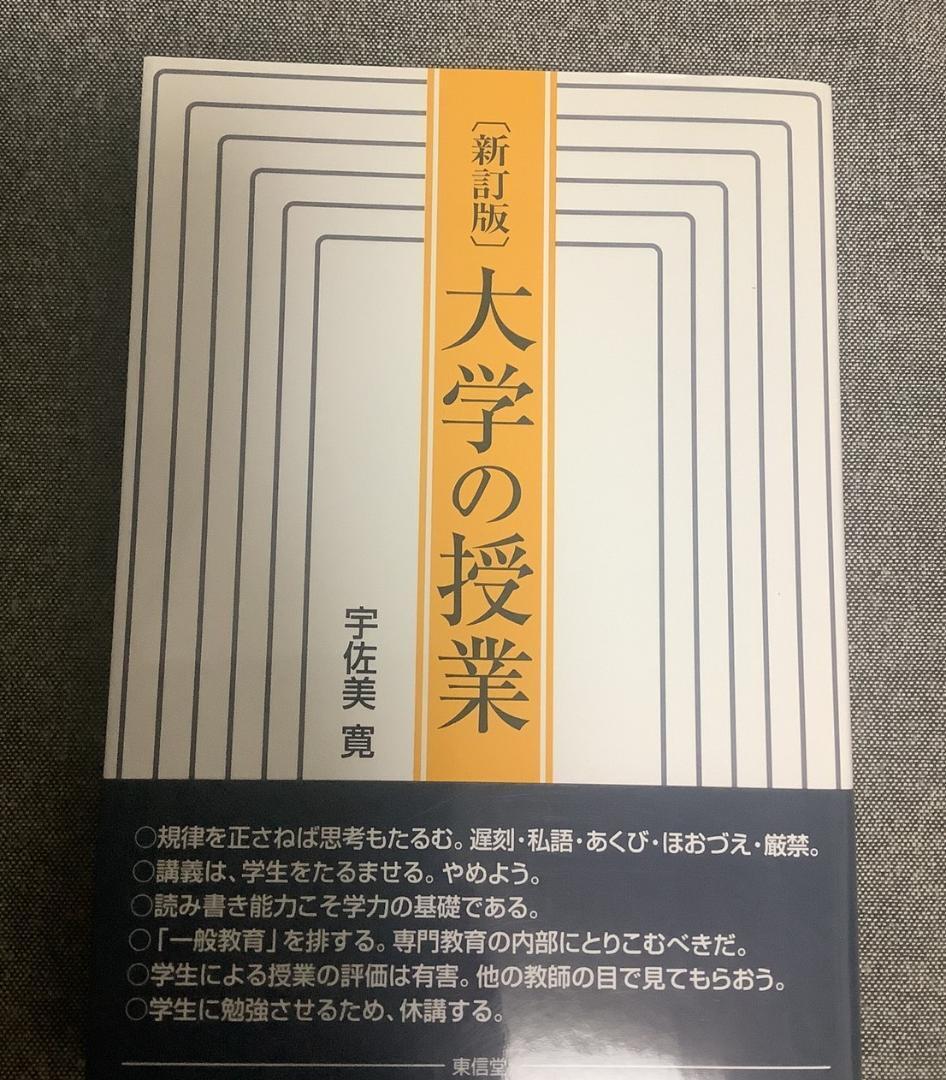 〔新訂版〕大学の授業
宇佐美 寛
○規律を正さねば思考もたるむ。遅刻・私語・あくび・ほおづえ・厳禁。
○講義は、学生をたるませる。やめよう。
○読み書き能力こそ学力の基礎である。
○「一般教育」を排する。専門教育の内部にとりこむべきだ。
○学生による授業の評価は有害。他の教師の目で見てもらおう。
○学生に勉強させるため、休講する。
東信堂